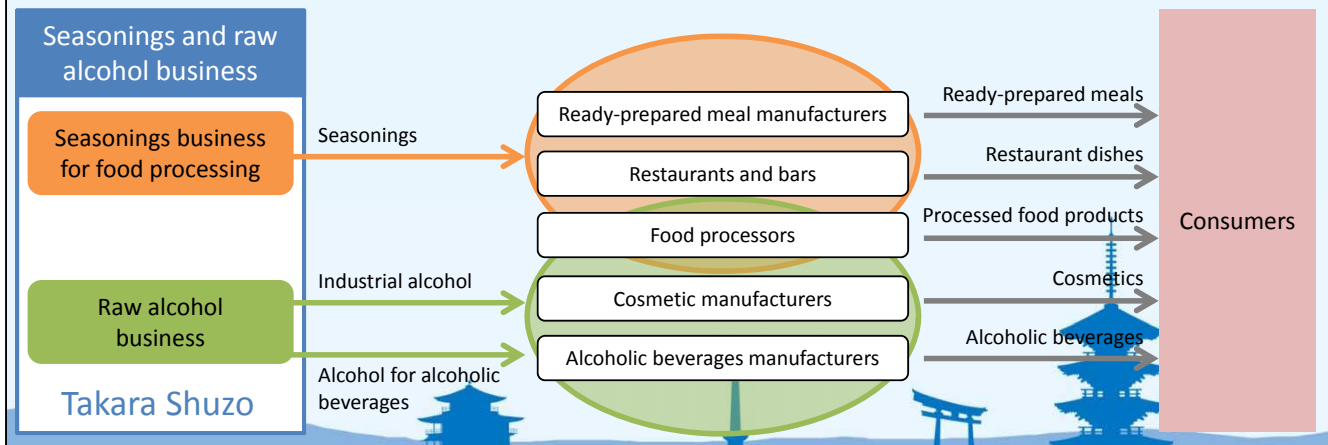 Seasonings and raw
alcohol business
Seasonings business
for food processing
Raw alcohol
business
Takara Shuzo
Seasonings
Industrial alcohol
Alcohol for alcoholic
beverages
Ready-prepared meal manufacturers
Restaurants and bars
Food processors
Cosmetic manufacturers
Alcoholic beverages manufacturers
Ready-prepared meals
Restaurant dishes
Processed food products
Cosmetics
Alcoholic beverages
Consumers